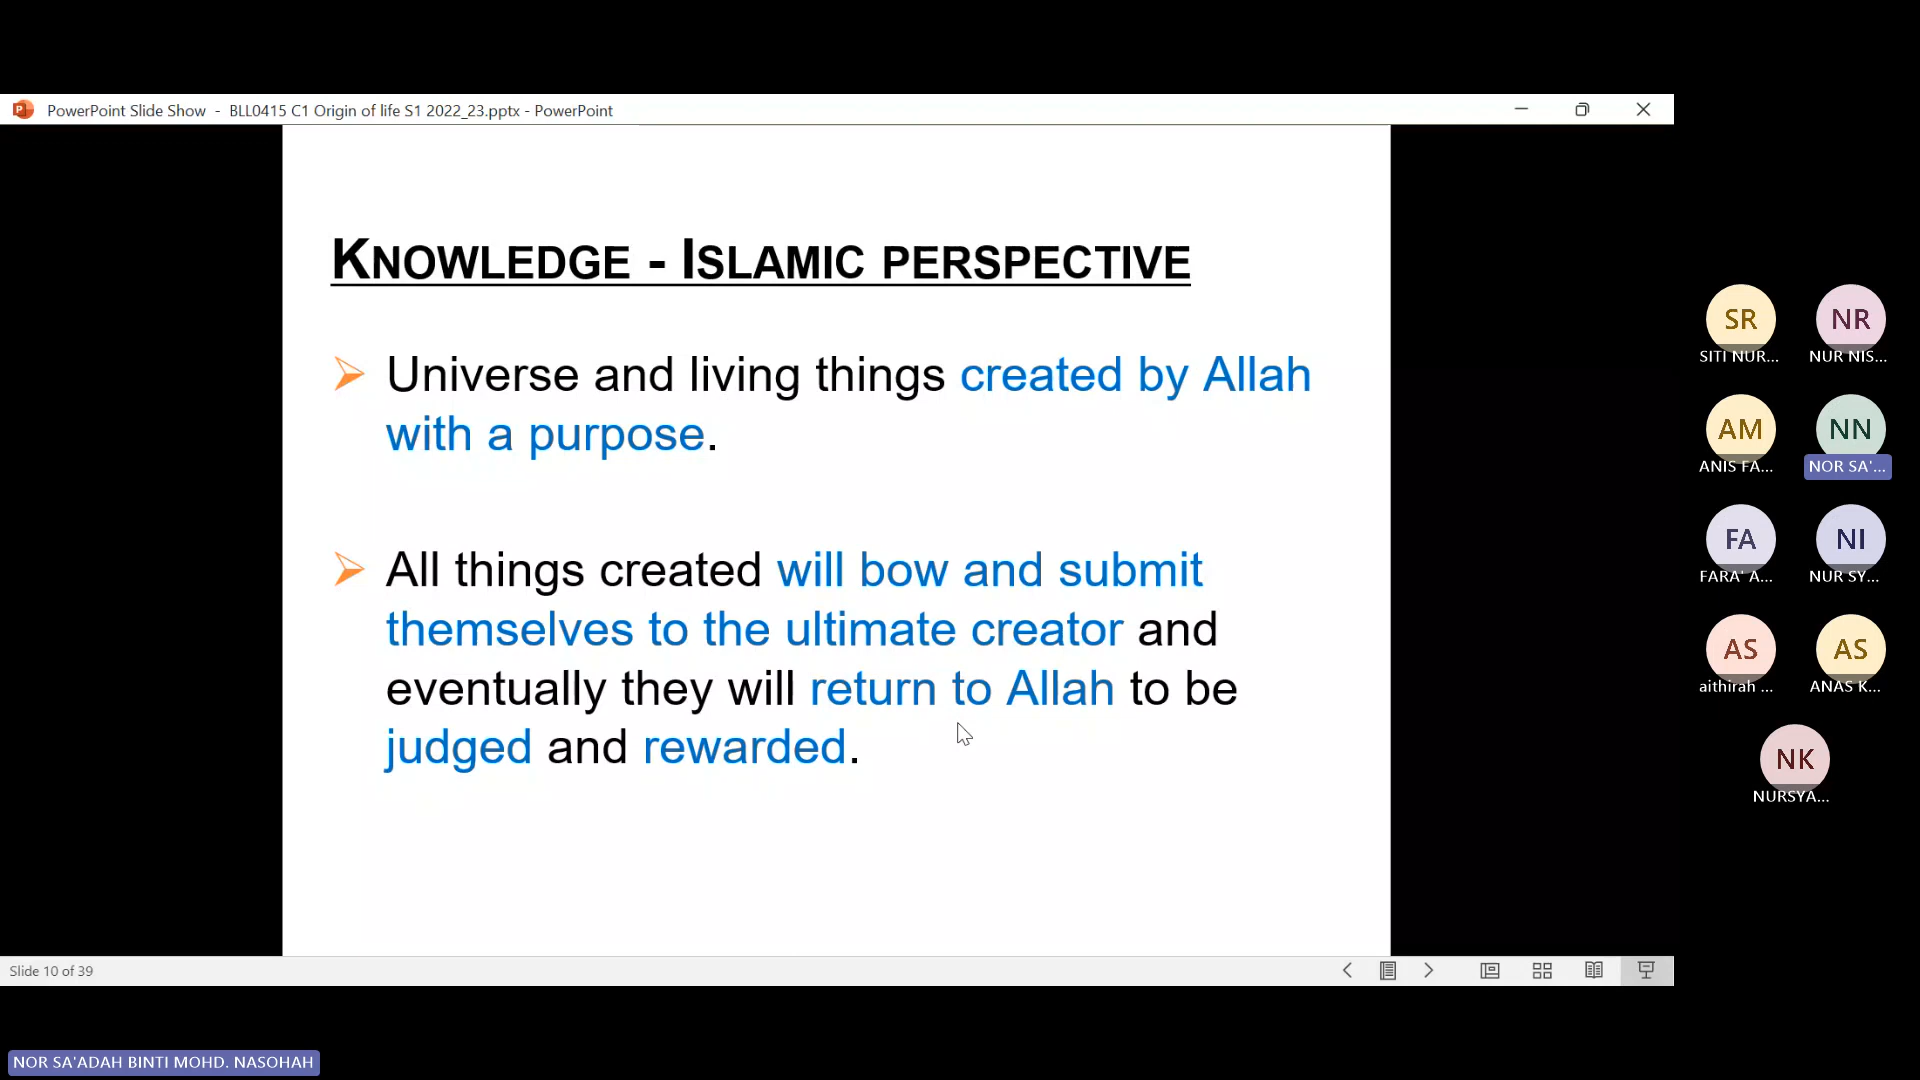 PowerPoint Slide Show - BLL0415 C1 Origin of life S1 2022_23.pptx - PowerPoint
KNOWLEDGE - ISLAMIC PERSPECTIVE
Universe and living things created by Allah
with a purpose.
All things created will bow and submit
themselves to the ultimate creator and
eventually they will return to Allah to be
judged and rewarded.
SR
SITI NUR...
NR
NUR NIS...
AM
ANIS FA...
NN
NOR SA'...
FA
FARA' A...
NI
NUR SY...
AS
aithirah ...
AS
ANAS K...
NK
NURSYA...
Slide 10 of 39
NOR SA'ADAH BINTI MOHD. NASOHAH